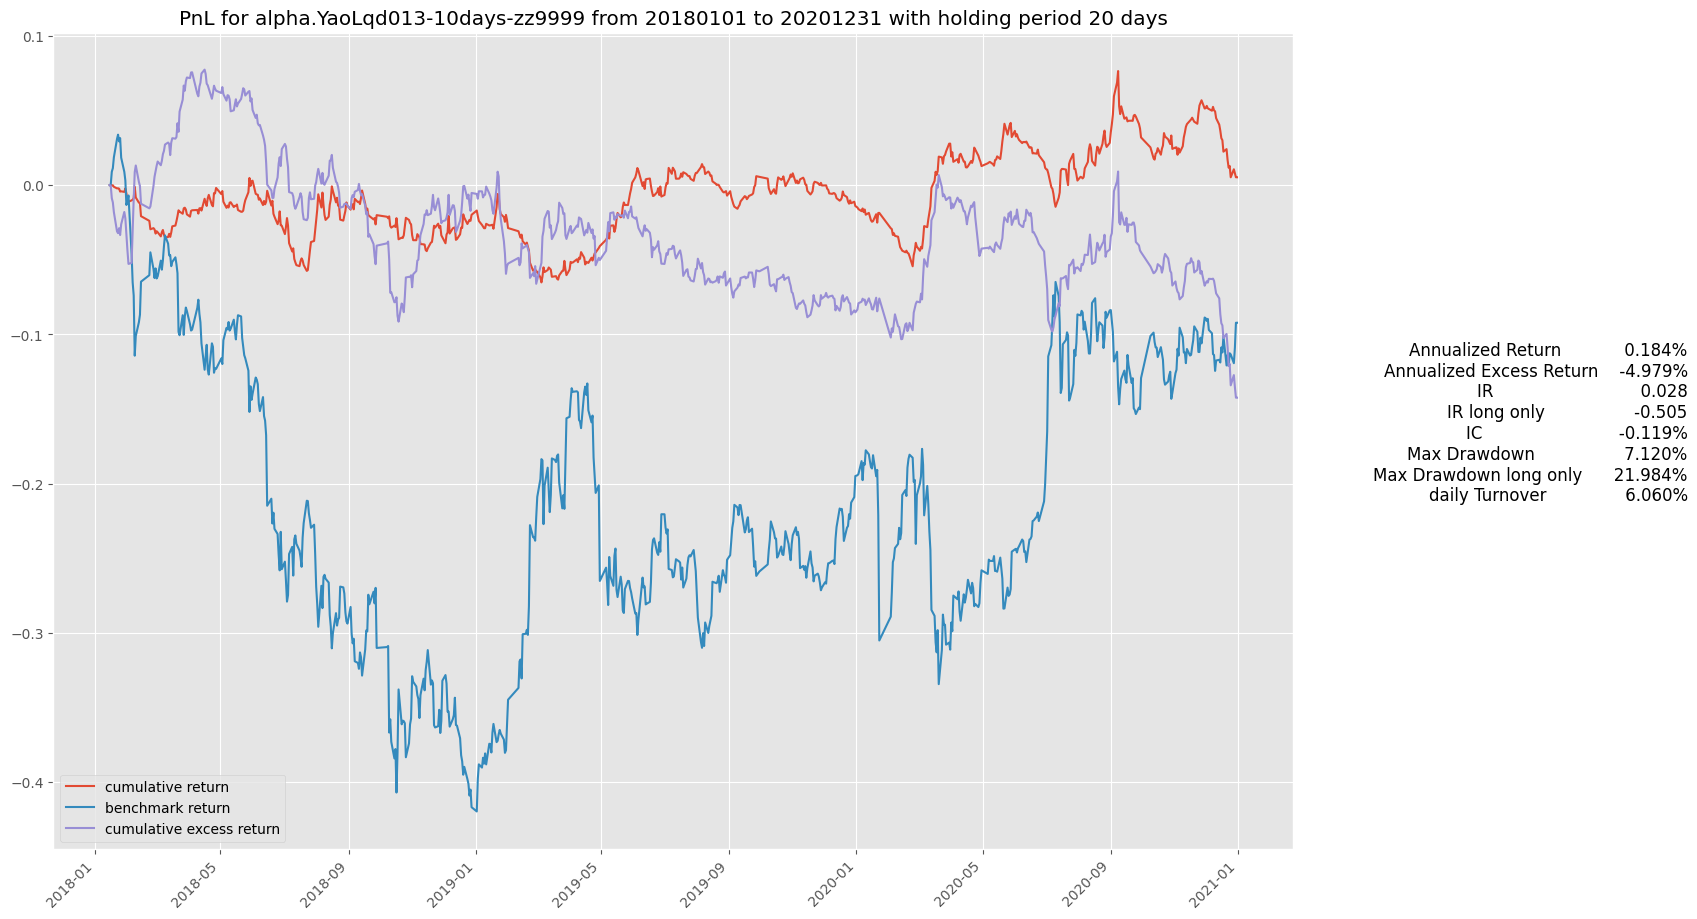 PnL for alpha.YaoLqd013-10days-zz9999 from 20180101 to 20201231 with holding period 20 days
0.1
0.0
−0.1
−0.2
−0.3
−0.4
2018-01
2018-05
2018-09
2019-01
2019-05
2019-09
2020-01
2020-05
2020-09
2021-01
cumulative return
benchmark return
cumulative excess return
Annualized Return 0.184%
Annualized Excess Return -4.979%
IR 0.028
IR long only -0.505
IC -0.119%
Max Drawdown 7.120%
Max Drawdown long only 21.984%
daily Turnover 6.060%